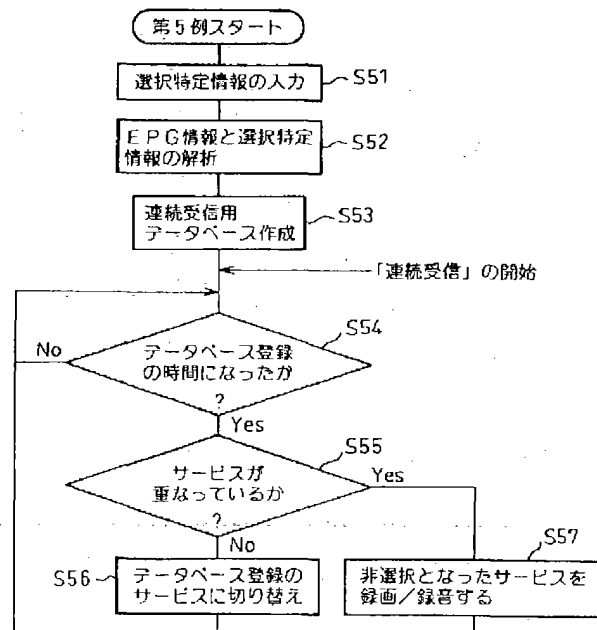 第5例スタート
選択特定情報の入力
S51
EPG情報と選択特定
情報の解析
S52
連続受信用
データベース作成
S53
「連続受信」の開始
S54
No
データベース登録
の時間になったか
?
Yes
S55
サービスが
重なっているか
?
Yes
No
S56
データベース登録の
サービスに切り替え
S57
非選択となったサービスを
録画/録音する